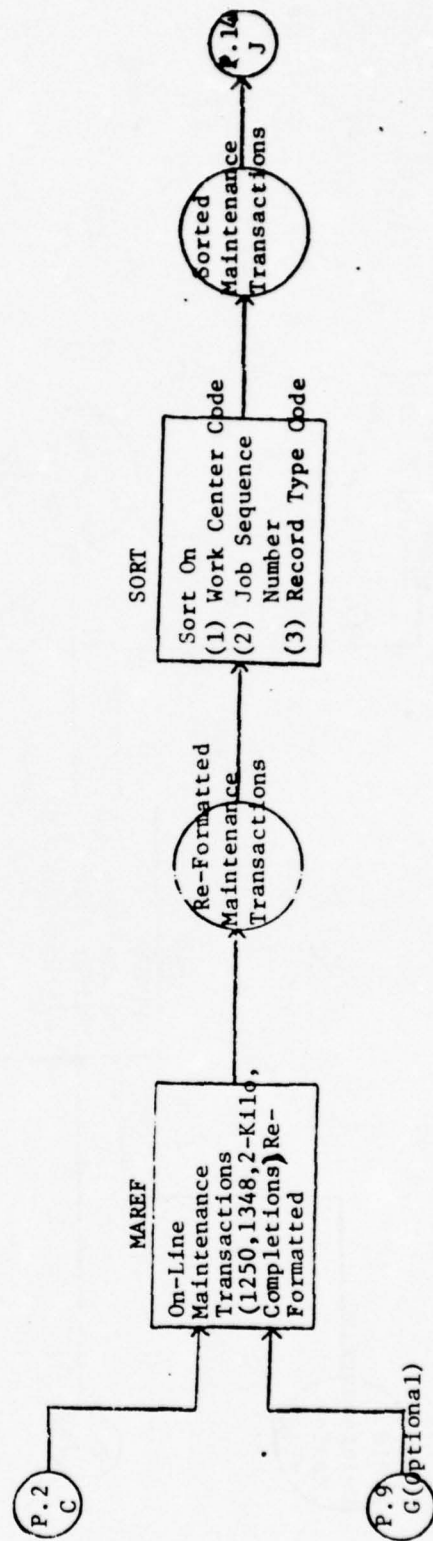 P.2
C
P.9
G(Optional)
MAREF
On-Line
Maintenance
Transactions
(1250,1348,2-Kilo,
Completions)Re-
Formatted
Re-Formatted
Maintenance
Transactions
SORT
Sort On
(1) Work Center Code
(2) Job Sequence
Number
(3) Record Type Code
Sorted
Maintenance
Transactions
P.14
J